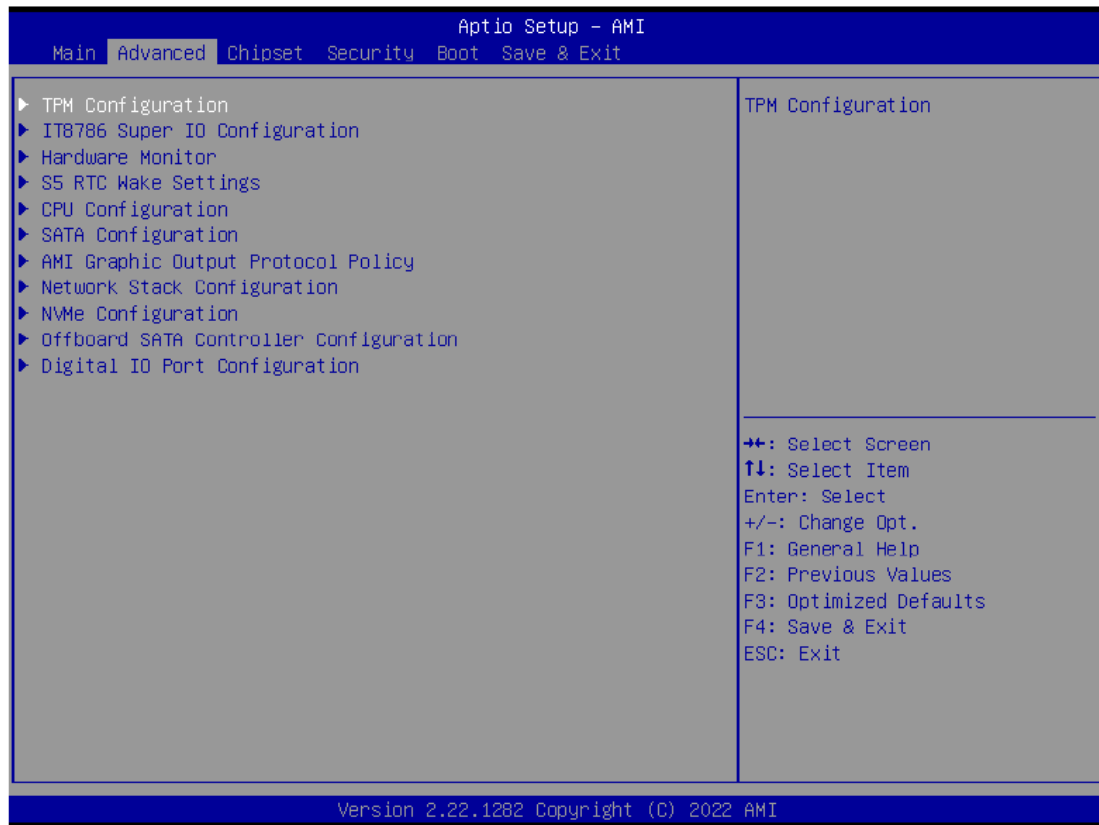 Aptio Setup – AMI
Main Advanced Chipset Security Boot Save & Exit
▶ TPM Configuration
▶ IT8786 Super IO Configuration
▶ Hardware Monitor
▶ S5 RTC Wake Settings
▶ CPU Configuration
▶ SATA Configuration
▶ AMI Graphic Output Protocol Policy
▶ Network Stack Configuration
▶ NVMe Configuration
▶ Offboard SATA Controller Configuration
▶ Digital IO Port Configuration
TPM Configuration
→←: Select Screen
↑↓: Select Item
Enter: Select
+/-: Change Opt.
F1: General Help
F2: Previous Values
F3: Optimized Defaults
F4: Save & Exit
ESC: Exit
Version 2.22.1282 Copyright (C) 2022 AMI